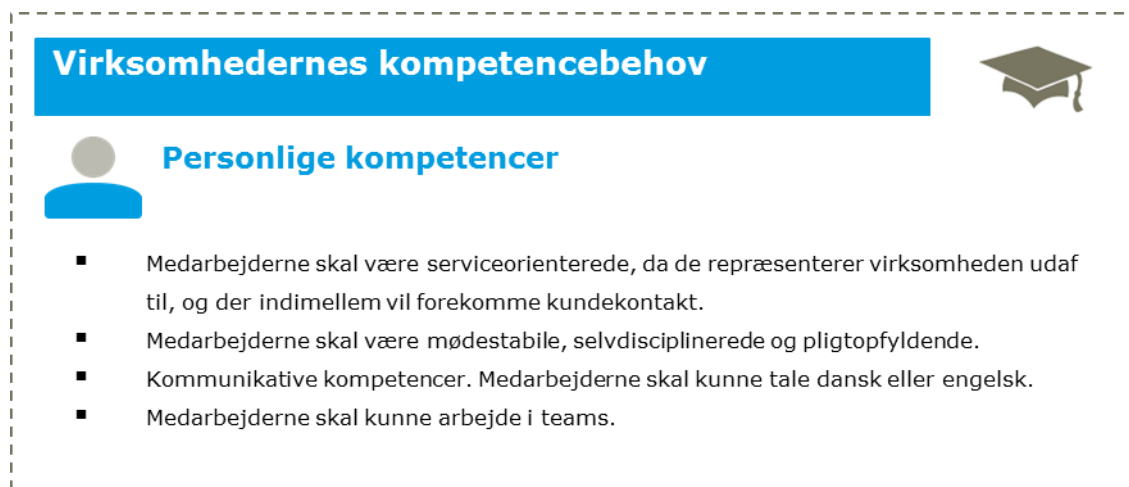 Virksomhedernes kompetencebehov
Personlige kompetencer
▪ Medarbejderne skal være serviceorienterede, da de repræsenterer virksomheden udaf
til, og der indimellem vil forekomme kundekontakt.
▪ Medarbejderne skal være mødestabile, selvdisciplinerede og pligtopfyldende.
▪ Kommunikative kompetencer. Medarbejderne skal kunne tale dansk eller engelsk.
▪ Medarbejderne skal kunne arbejde i teams.